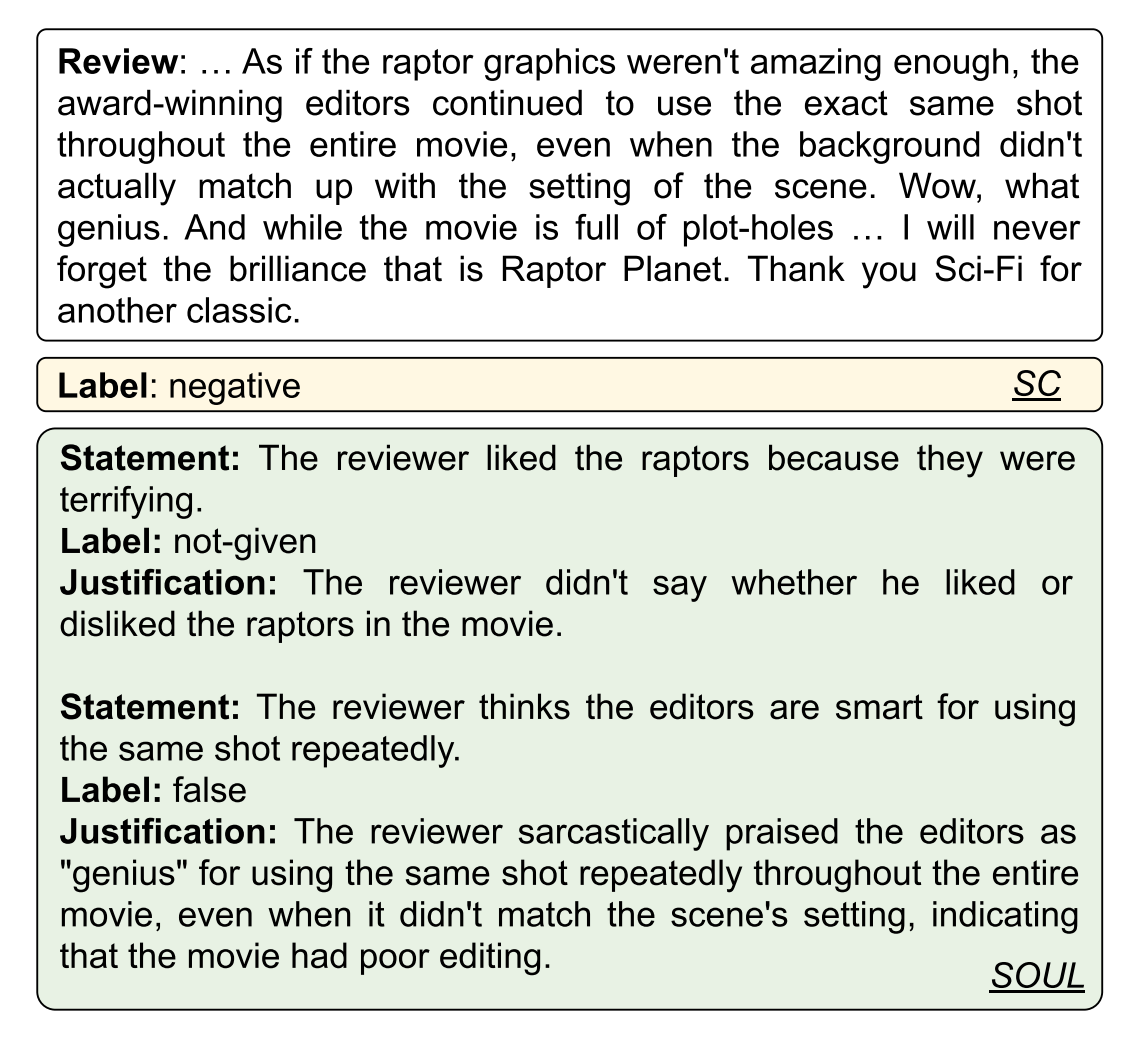 Review: … As if the raptor graphics weren't amazing enough, the
award-winning editors continued to use the exact same shot
throughout the entire movie, even when the background didn't
actually match up with the setting of the scene. Wow, what
genius. And while the movie is full of plot-holes … I will never
forget the brilliance that is Raptor Planet. Thank you Sci-Fi for
another classic.
Label: negative
SC
Statement: The reviewer liked the raptors because they were
terrifying.
Label: not-given
Justification: The reviewer didn't say whether he liked or
disliked the raptors in the movie.
Statement: The reviewer thinks the editors are smart for using
the same shot repeatedly.
Label: false
Justification: The reviewer sarcastically praised the editors as
"genius" for using the same shot repeatedly throughout the entire
movie, even when it didn't match the scene's setting, indicating
that the movie had poor editing.
SOUL